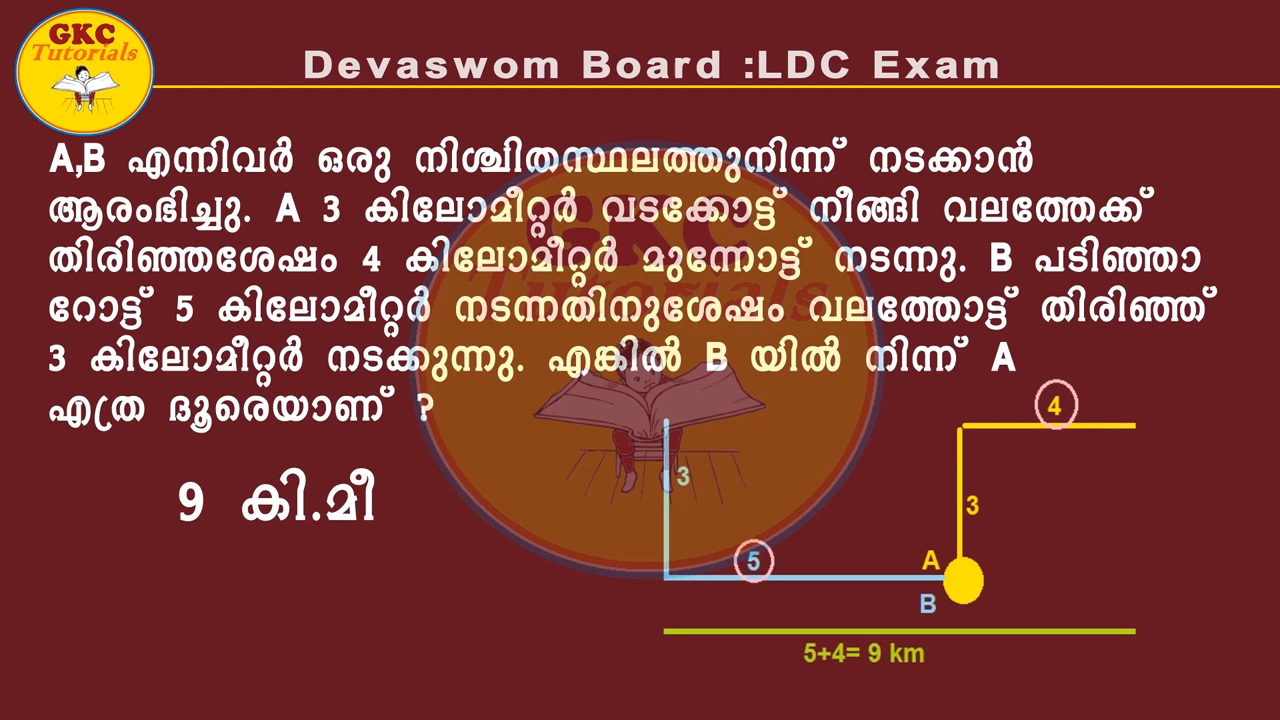 GKC
Tutorials
Devaswom Board :LDC Exam
A,B എന്നിവർ ഒരു നിശ്ചിതസ്ഥലത്തുനിന്ന് നടക്കാൻ
ആരംഭിച്ചു. A 3 കിലോമീറ്റർ വടക്കോട്ട് നീങ്ങി വലത്തേക്ക്
തിരിഞ്ഞശേഷം 4 കിലോമീറ്റർ മുന്നോട്ട് നടന്നു. B പടിഞ്ഞാ
റോട്ട് 5 കിലോമീറ്റർ നടന്നതിനുശേഷം വലത്തോട്ട് തിരിഞ്ഞ്
3 കിലോമീറ്റർ നടക്കുന്നു. എങ്കിൽ B യിൽ നിന്ന് A
എത്ര ദൂരെയാണ് ?
9 കി.മീ
4
3
3
5
A
B
5+4= 9 km
GKC
Tutorials